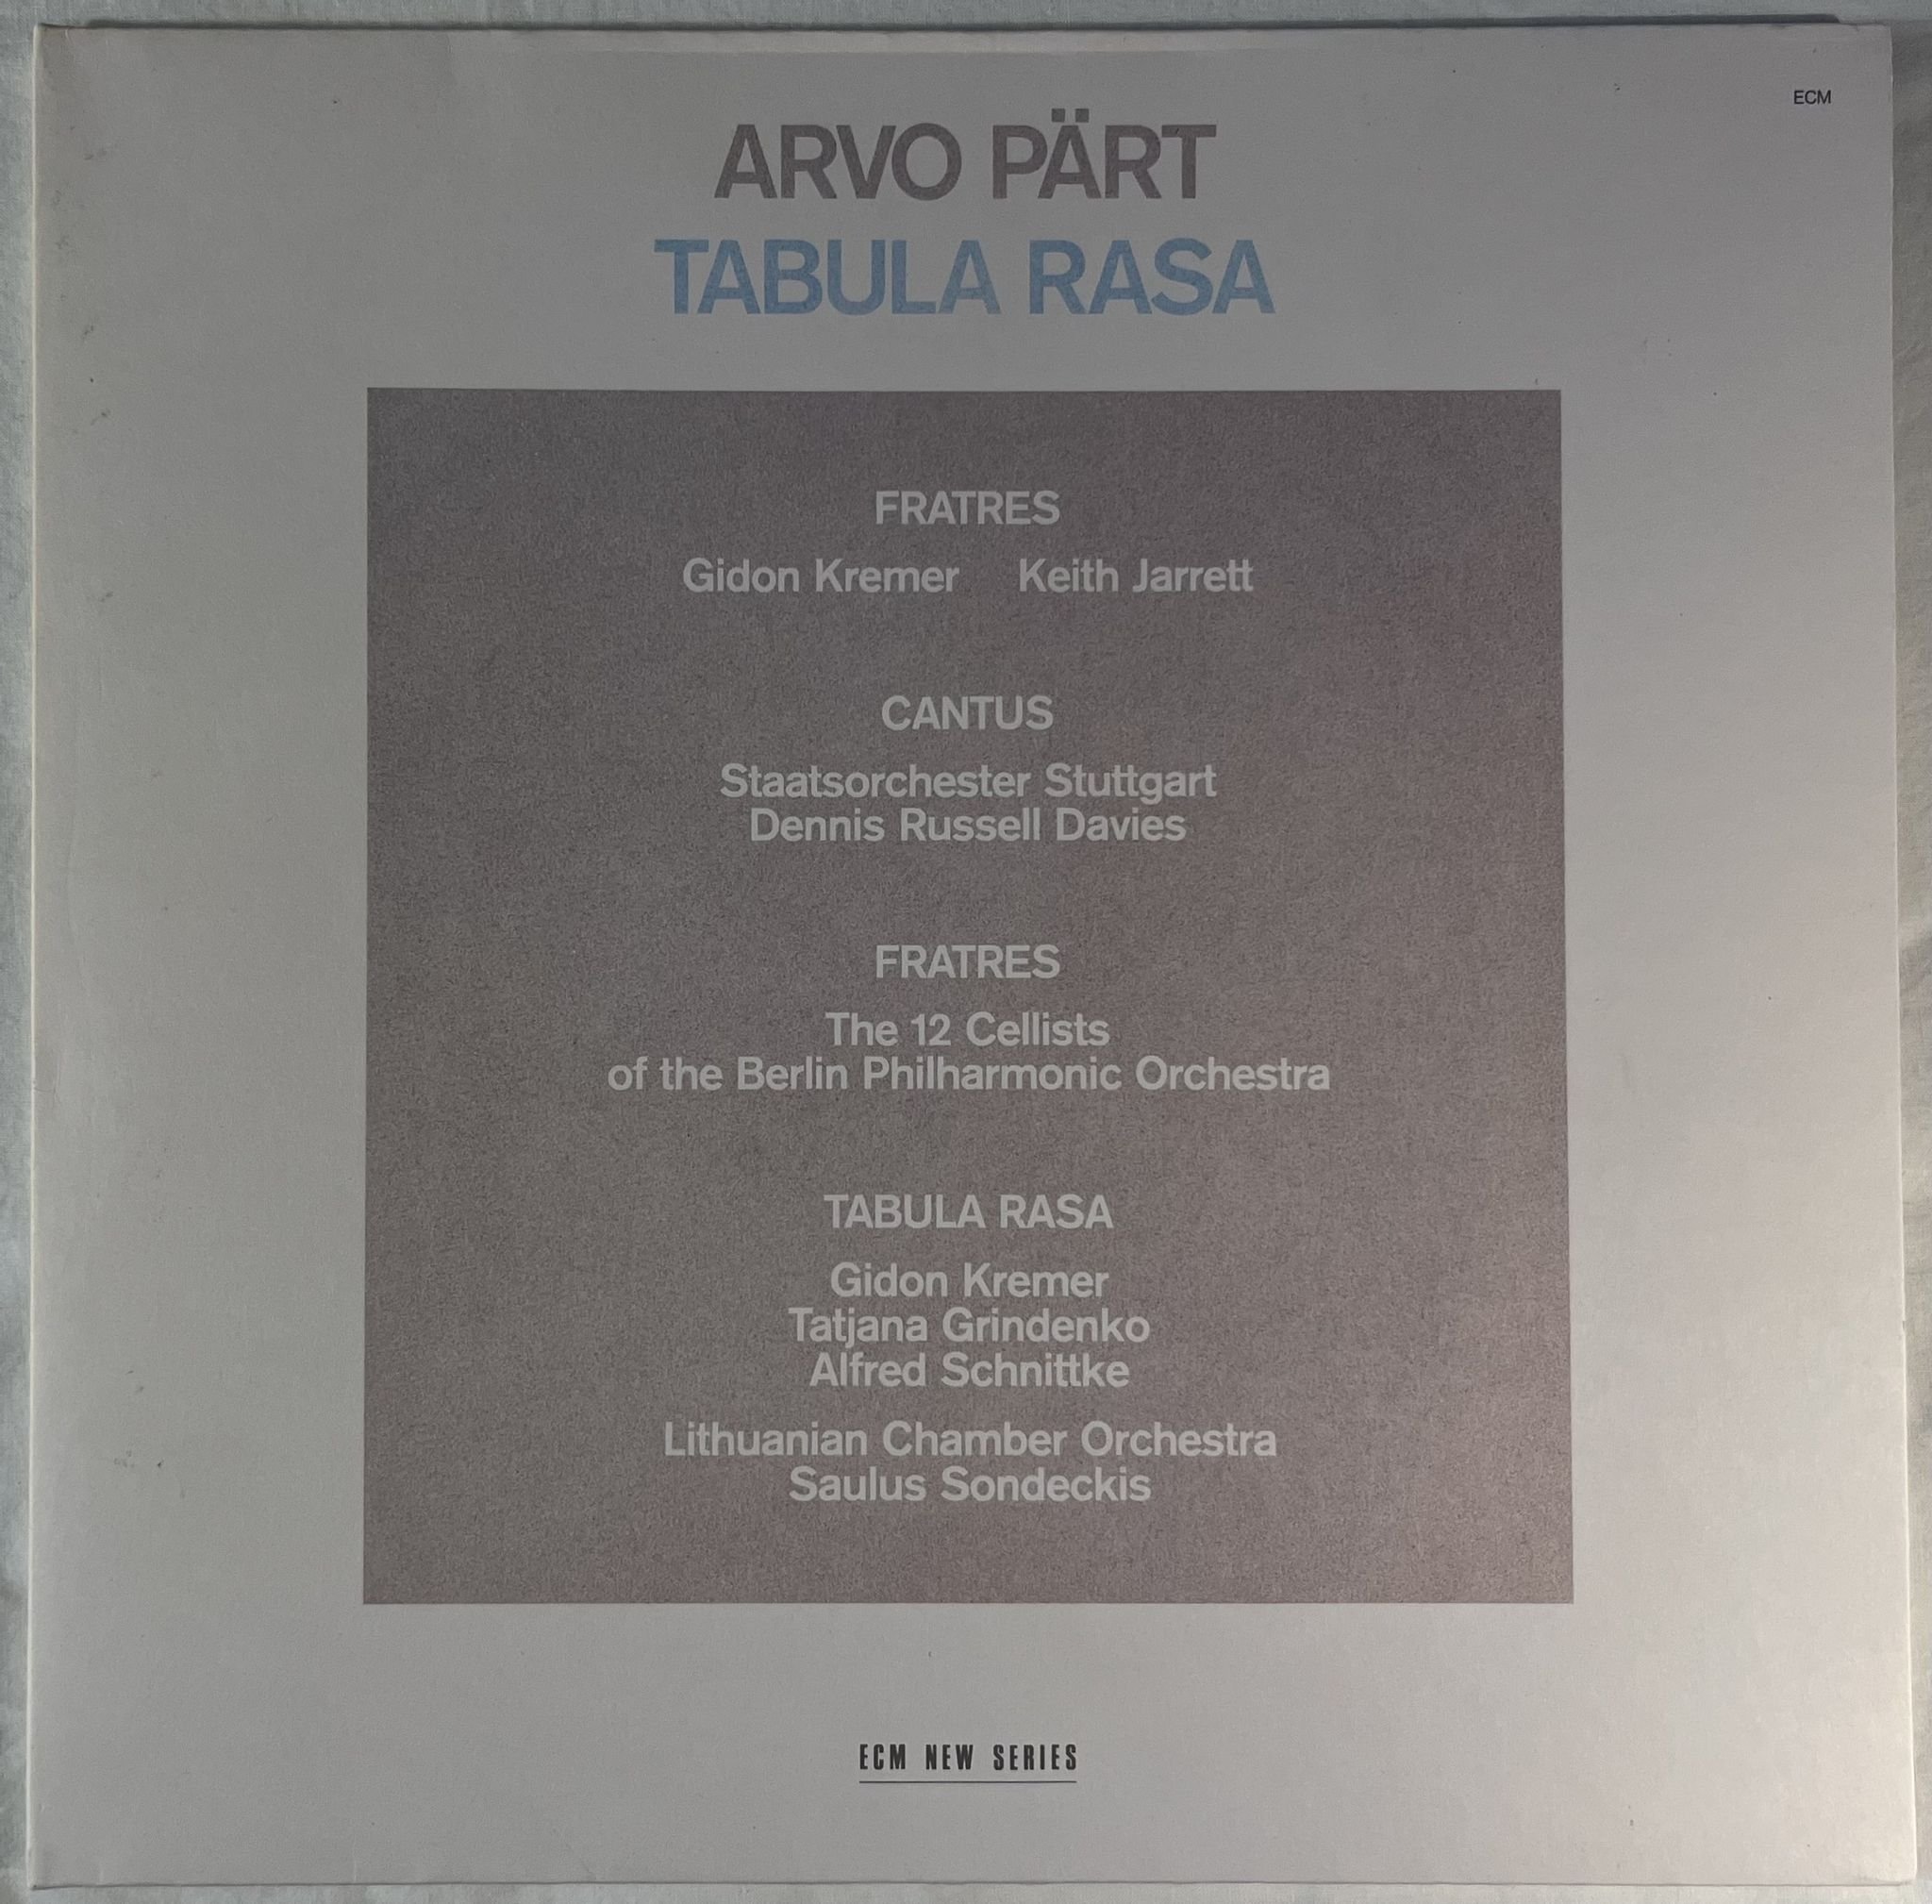 ECM
ARVO PÄRT
TABULA RASA
FRATRES
Gidon Kremer Keith Jarrett
CANTUS
Staatsorchester Stuttgart
Dennis Russell Davies
FRATRES
The 12 Cellists
of the Berlin Philharmonic Orchestra
TABULA RASA
Gidon Kremer
Tatjana Grindenko
Alfred Schnittke
Lithuanian Chamber Orchestra
Saulus Sondeckis
ECM NEW SERIES